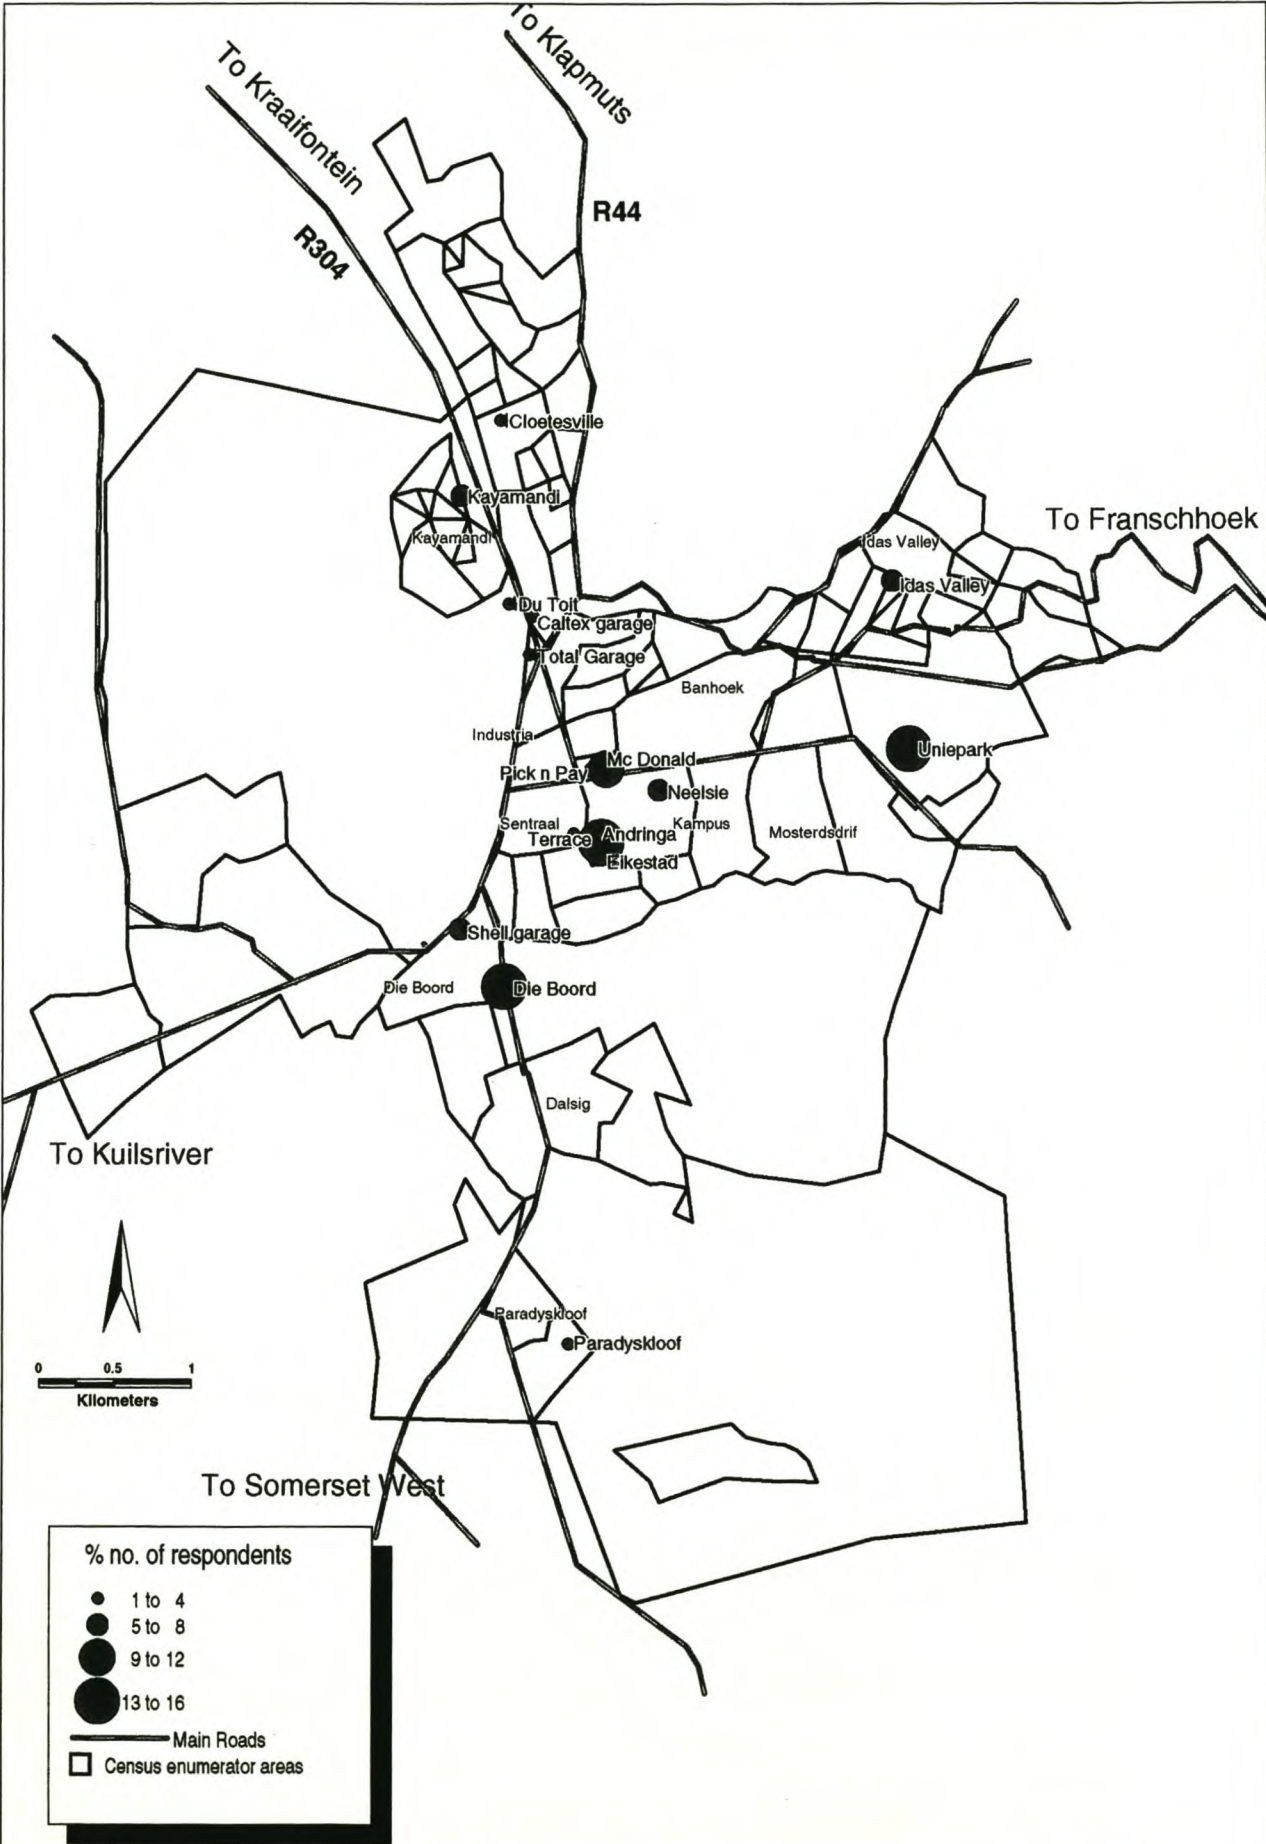 To Klapmuts
To Kraaifontein
R44
R304
Cloetesville
Kayamandi
To Franschhoek
Kayamandi
Idas Valley
Idas Valley
Du Toit
Caltex garage
Total Garage
Banhoek
Industria
Uniepark
Mc Donald
Pick n Pay
Neelsie
Sentraal
Kampus
Terrace
Andringa
Mosterdsdrif
Eikestad
Shell garage
Die Boord
Die Boord
Dalsig
To Kuilsriver
Paradyskloof
Paradyskloof
0 0.5 1
Kilometers
To Somerset West
% no. of respondents
1 to 4
5 to 8
9 to 12
13 to 16
Main Roads
Census enumerator areas